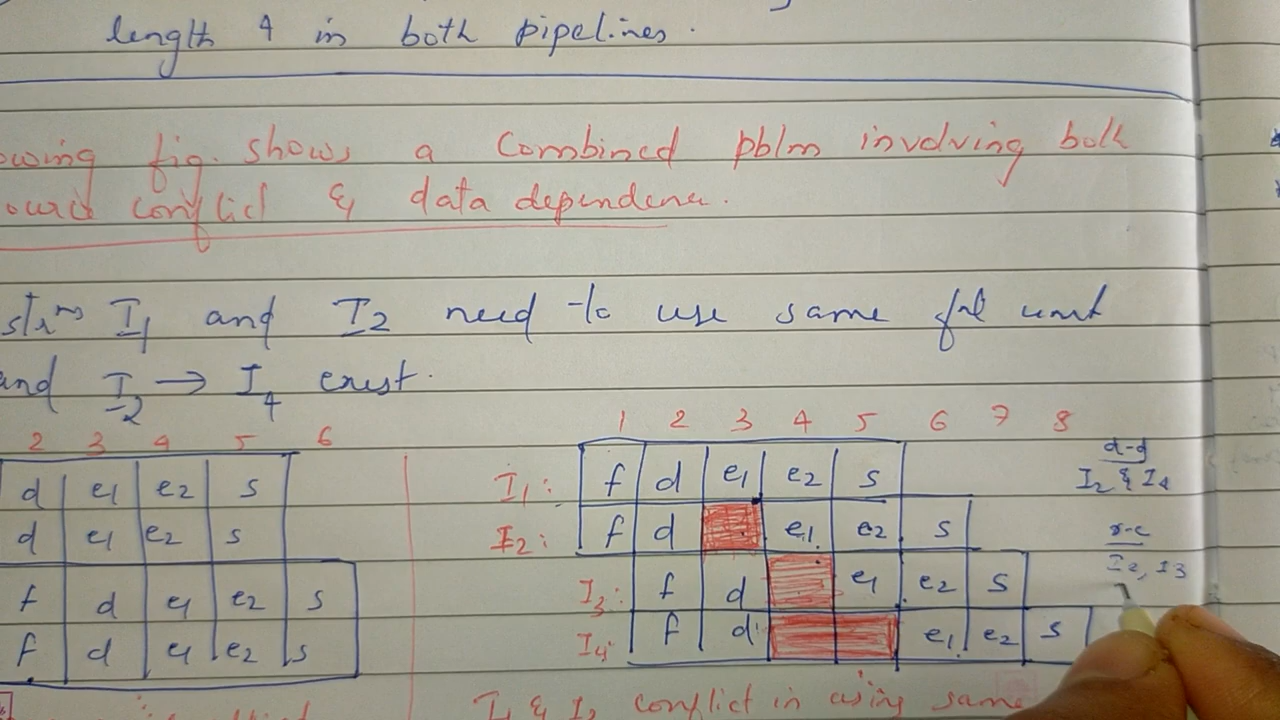 length 4 in both pipelines.
owing fig. shows a combined pblm involving both
conflict & data dependence.
I1 and I2 need to use same fnl unit
and I2 → I4 exist.
2 3 4 5 6
d e1 e2 s
d e1 e2 s
f d e1 e2 s
f d e1 e2 s
1 2 3 4 5 6 7 8
I1: f d e1 e2 s
I2: f d e1 e2 s
I3: f d e1 e2 s
I4: f d e1 e2 s
d-d
I2 & I4
r-c
I2, I3
I1 & I2 conflict in using same